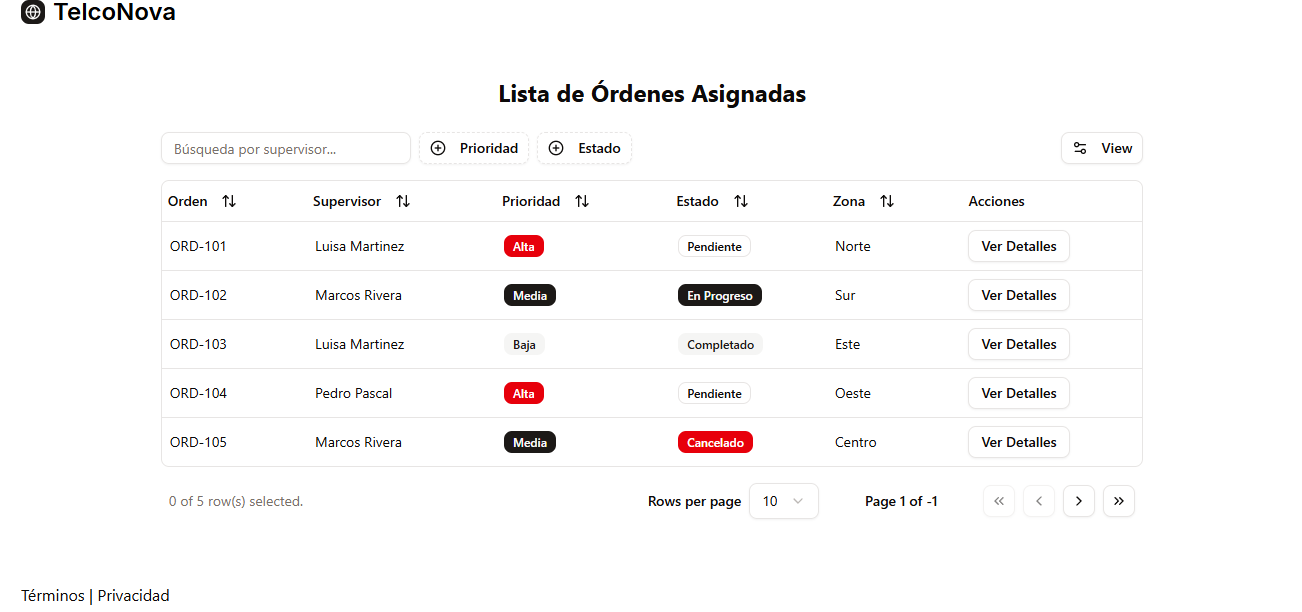 TelcoNova
Lista de Órdenes Asignadas
Búsqueda por supervisor... Prioridad Estado View
Orden Supervisor Prioridad Estado Zona Acciones
ORD-101 Luisa Martinez Alta Pendiente Norte Ver Detalles
ORD-102 Marcos Rivera Media En Progreso Sur Ver Detalles
ORD-103 Luisa Martinez Baja Completado Este Ver Detalles
ORD-104 Pedro Pascal Alta Pendiente Oeste Ver Detalles
ORD-105 Marcos Rivera Media Cancelado Centro Ver Detalles
0 of 5 row(s) selected. Rows per page 10 Page 1 of -1
Términos | Privacidad